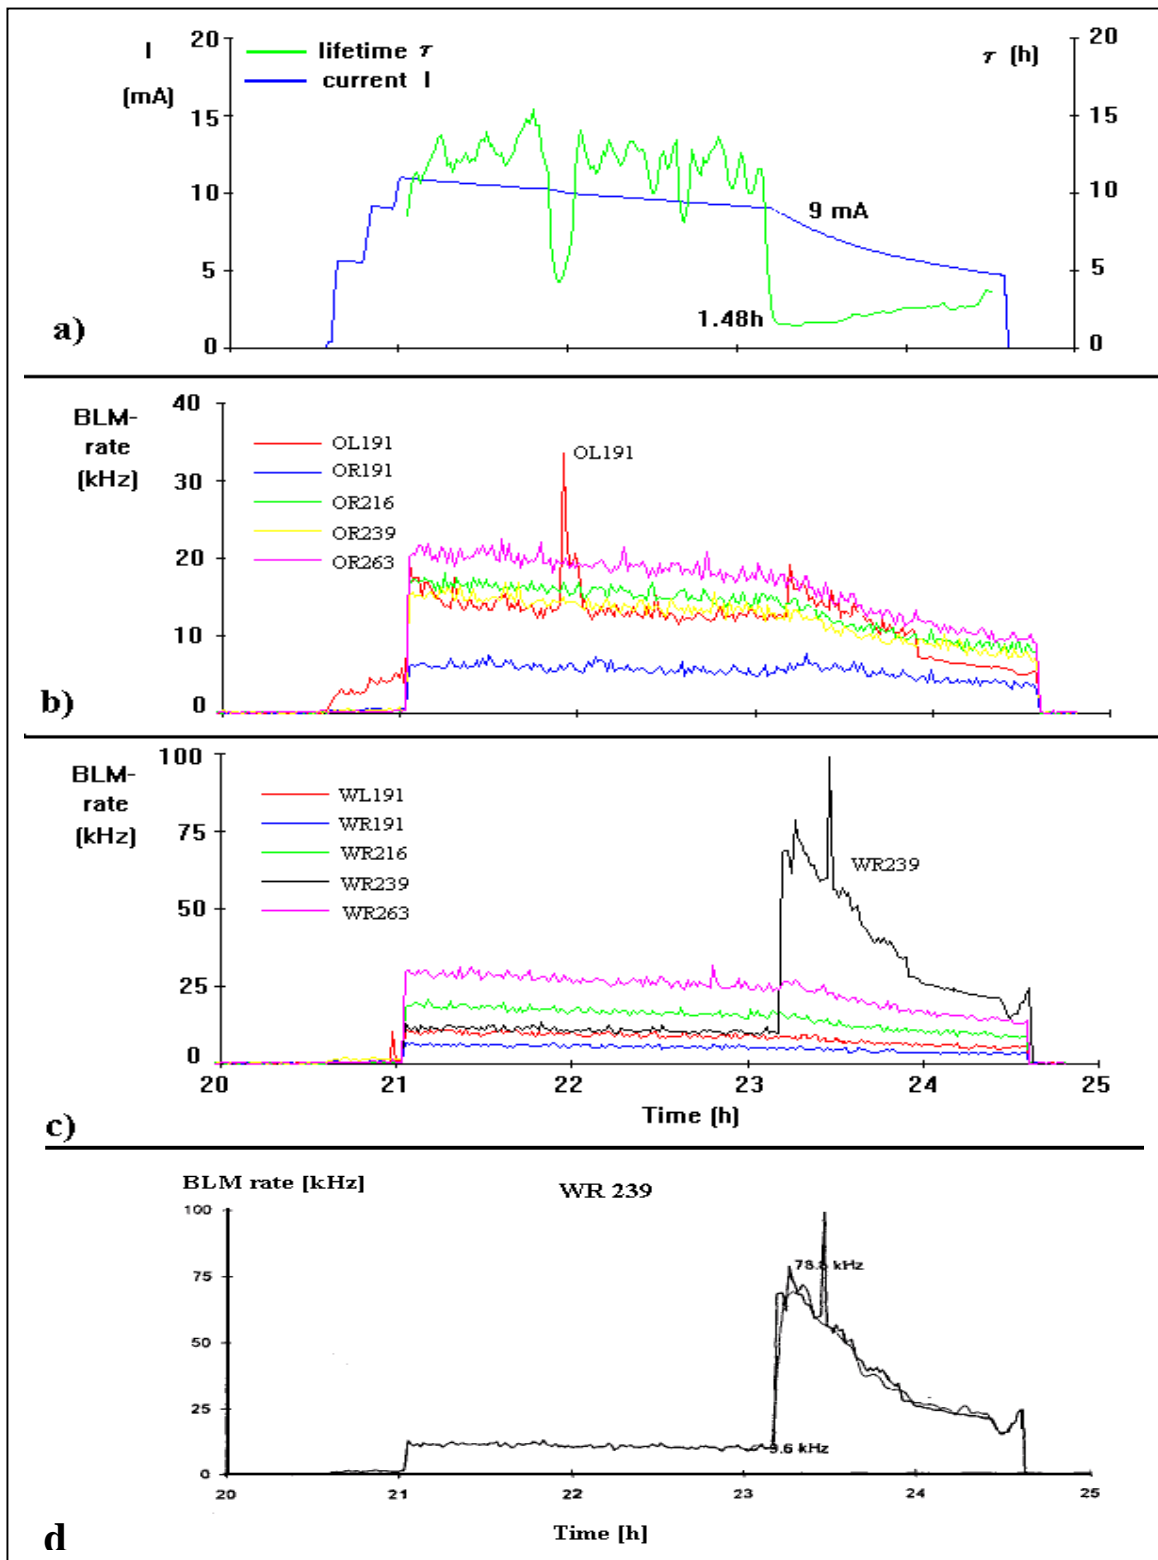 I
[mA]
20
15
10
5
0
lifetime τ
current I
τ [h]
20
15
10
5
0
9 mA
1.48h
a)
BLM-
rate
[kHz]
40
30
20
10
0
OL191
OR191
OR216
OR239
OR263
OL191
b)
BLM-
rate
[kHz]
100
75
50
25
0
WL191
WR191
WR216
WR239
WR263
WR239
20 21 22 23 24 25
Time [h]
c)
BLM rate [kHz]
WR 239
100
75
50
25
0
78.8 kHz
9.6 kHz
20 21 22 23 24 25
Time [h]
d